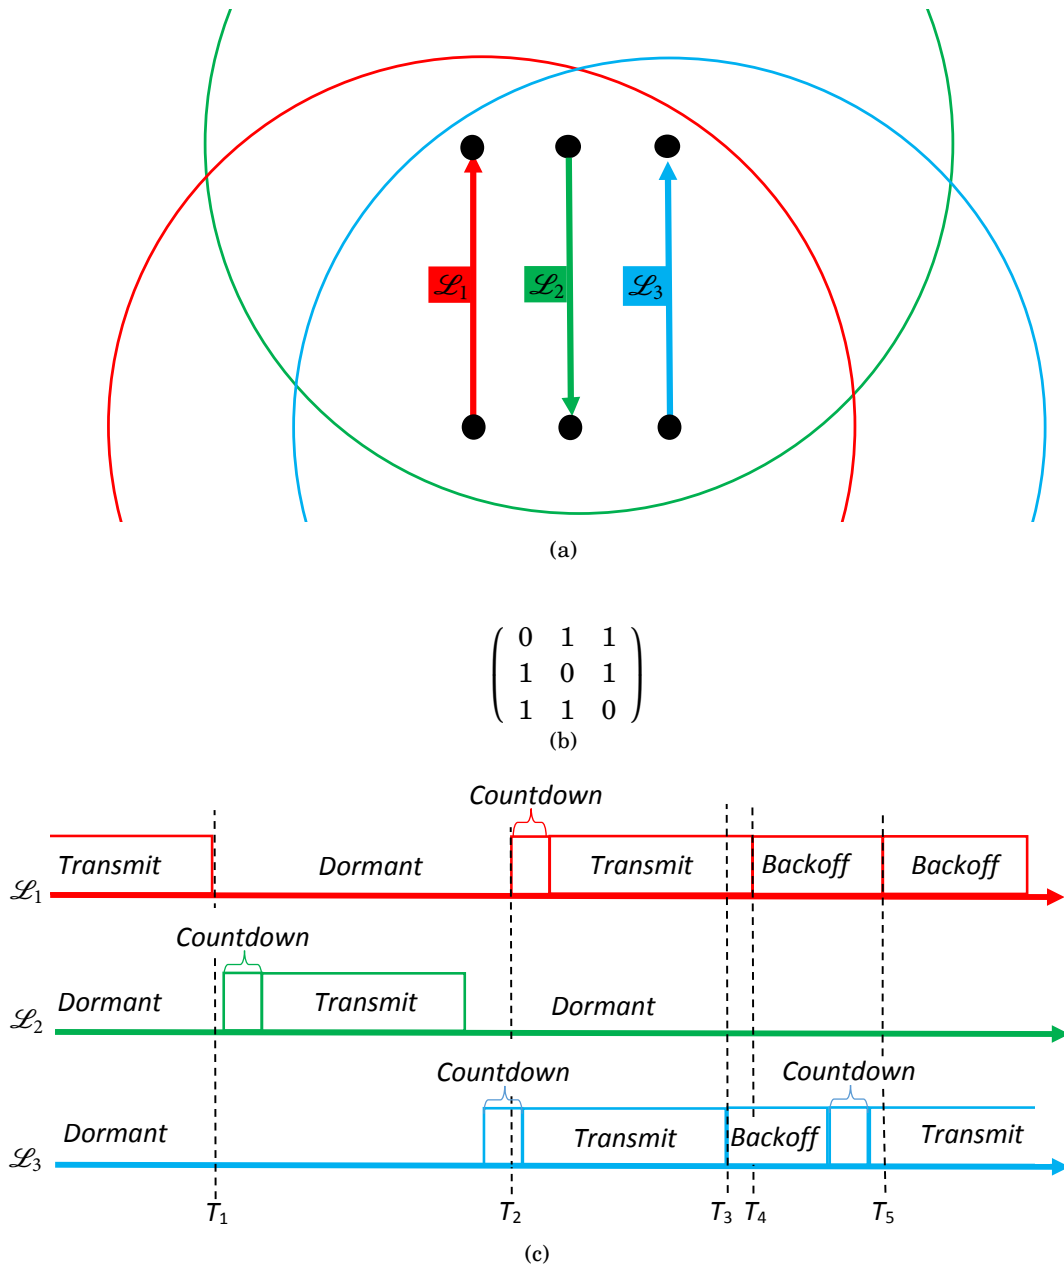 ℒ1 ℒ2 ℒ3
(a)
0 1 1
1 0 1
1 1 0
(b)
Countdown
Transmit Dormant Transmit Backoff Backoff
ℒ1
Countdown
Dormant Transmit Dormant
ℒ2
Countdown Countdown
Dormant Transmit Backoff Transmit
ℒ3
T1 T2 T3 T4 T5
(c)